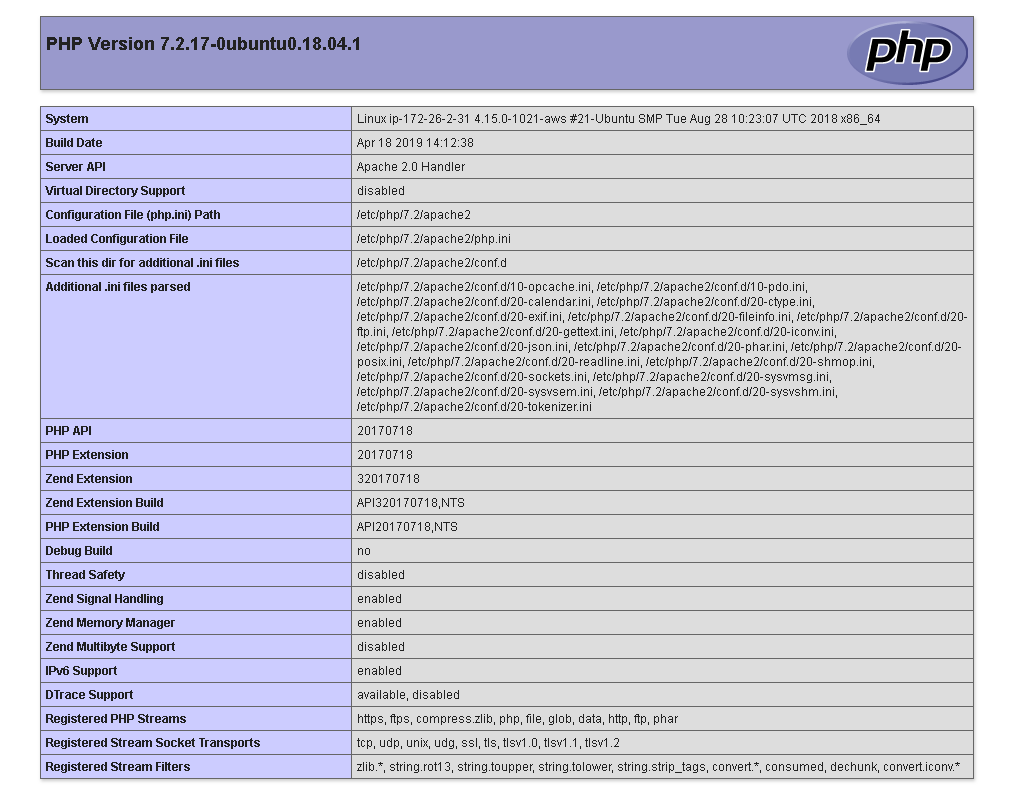 PHP Version 7.2.17-0ubuntu0.18.04.1
php
System Linux ip-172-26-2-31 4.15.0-1021-aws #21-Ubuntu SMP Tue Aug 28 10:23:07 UTC 2018 x86_64
Build Date Apr 18 2019 14:12:38
Server API Apache 2.0 Handler
Virtual Directory Support disabled
Configuration File (php.ini) Path /etc/php/7.2/apache2
Loaded Configuration File /etc/php/7.2/apache2/php.ini
Scan this dir for additional .ini files /etc/php/7.2/apache2/conf.d
Additional .ini files parsed /etc/php/7.2/apache2/conf.d/10-opcache.ini, /etc/php/7.2/apache2/conf.d/10-pdo.ini,
/etc/php/7.2/apache2/conf.d/20-calendar.ini, /etc/php/7.2/apache2/conf.d/20-ctype.ini,
/etc/php/7.2/apache2/conf.d/20-exif.ini, /etc/php/7.2/apache2/conf.d/20-fileinfo.ini, /etc/php/7.2/apache2/conf.d/20-
ftp.ini, /etc/php/7.2/apache2/conf.d/20-gettext.ini, /etc/php/7.2/apache2/conf.d/20-iconv.ini,
/etc/php/7.2/apache2/conf.d/20-json.ini, /etc/php/7.2/apache2/conf.d/20-phar.ini, /etc/php/7.2/apache2/conf.d/20-
posix.ini, /etc/php/7.2/apache2/conf.d/20-readline.ini, /etc/php/7.2/apache2/conf.d/20-shmop.ini,
/etc/php/7.2/apache2/conf.d/20-sockets.ini, /etc/php/7.2/apache2/conf.d/20-sysvmsg.ini,
/etc/php/7.2/apache2/conf.d/20-sysvsem.ini, /etc/php/7.2/apache2/conf.d/20-sysvshm.ini,
/etc/php/7.2/apache2/conf.d/20-tokenizer.ini
PHP API 20170718
PHP Extension 20170718
Zend Extension 320170718
Zend Extension Build API320170718,NTS
PHP Extension Build API20170718,NTS
Debug Build no
Thread Safety disabled
Zend Signal Handling enabled
Zend Memory Manager enabled
Zend Multibyte Support disabled
IPv6 Support enabled
DTrace Support available, disabled
Registered PHP Streams https, ftps, compress.zlib, php, file, glob, data, http, ftp, phar
Registered Stream Socket Transports tcp, udp, unix, udg, ssl, tls, tlsv1.0, tlsv1.1, tlsv1.2
Registered Stream Filters zlib.*, string.rot13, string.toupper, string.tolower, string.strip_tags, convert.*, consumed, dechunk, convert.iconv.*